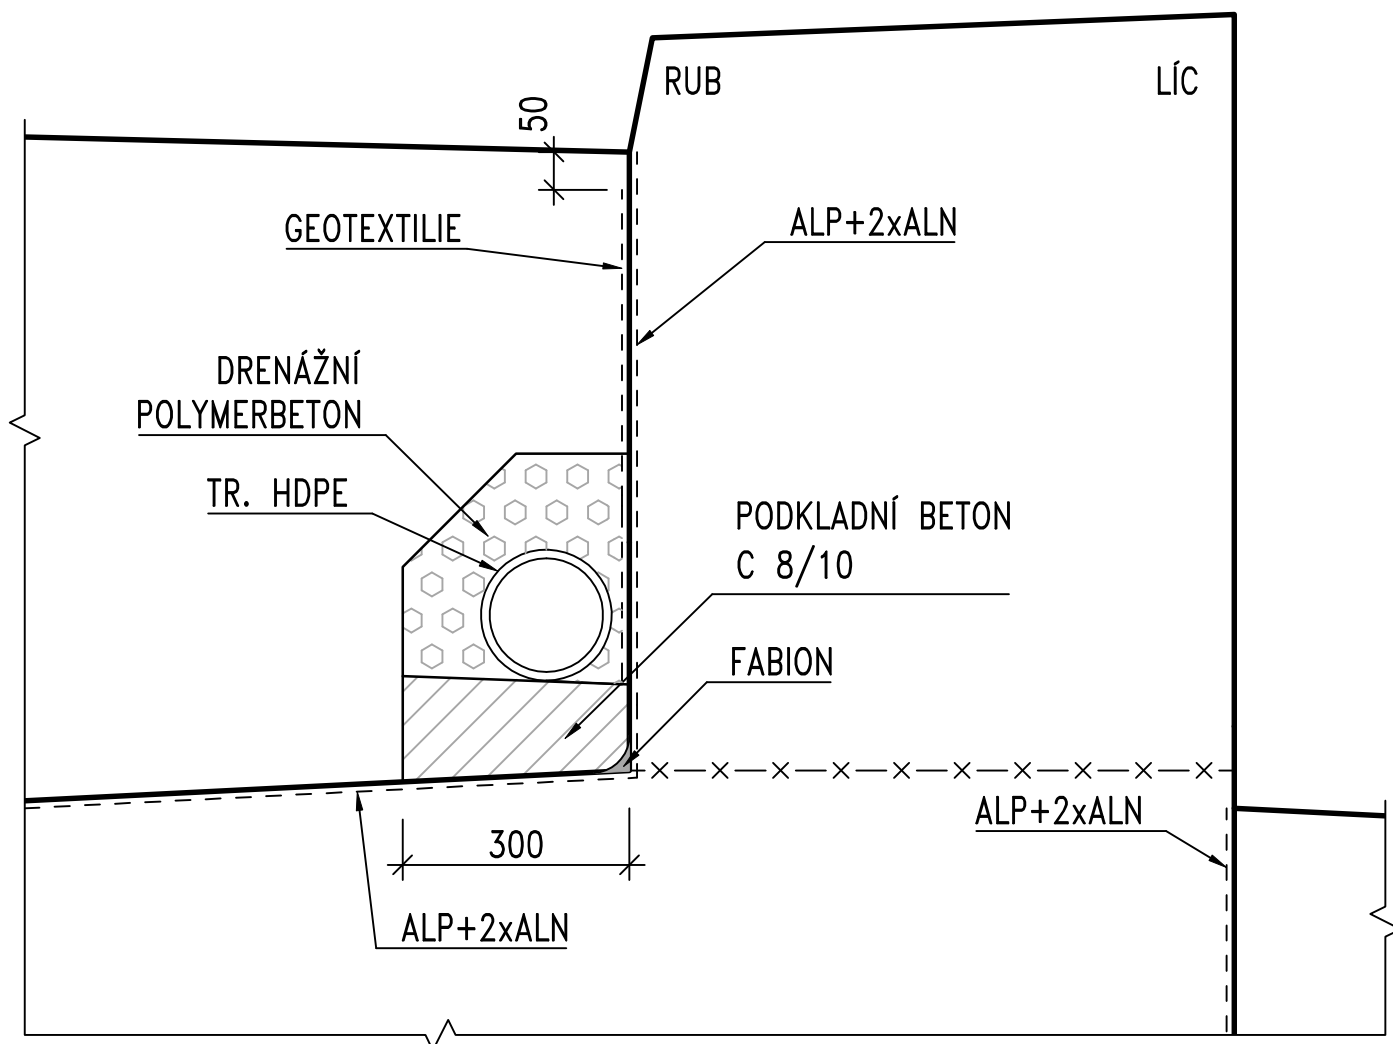 RUB
LÍC
50
GEOTEXTILIE
ALP+2xALN
DRENÁŽNÍ
POLYMERBETON
TR. HDPE
PODKLADNÍ BETON
C 8/10
FABION
ALP+2xALN
300
ALP+2xALN